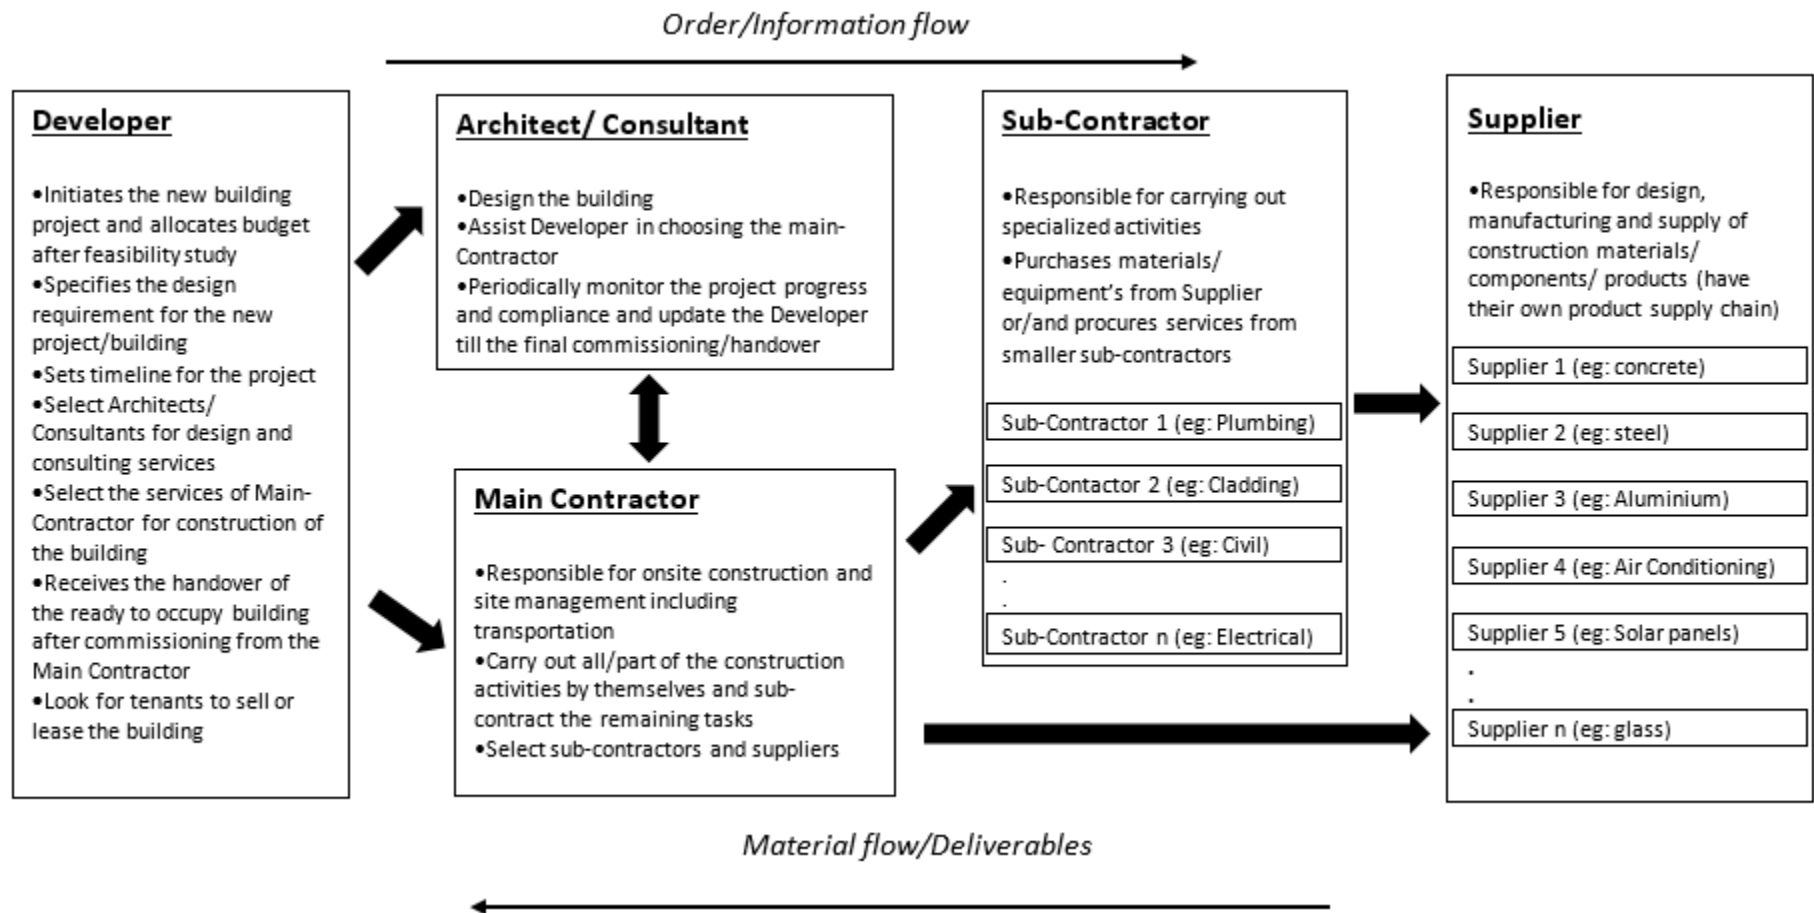 Order/Information flow
Developer
•Initiates the new building
project and allocates budget
after feasibility study
•Specifies the design
requirement for the new
project/building
•Sets timeline for the project
•Select Architects/
Consultants for design and
consulting services
•Select the services of Main-
Contractor for construction of
the building
•Receives the handover of
the ready to occupy building
after commissioning from the
Main Contractor
•Look for tenants to sell or
lease the building
Architect/ Consultant
•Design the building
•Assist Developer in choosing the main-
Contractor
•Periodically monitor the project progress
and compliance and update the Developer
till the final commissioning/handover
Main Contractor
•Responsible for onsite construction and
site management including
transportation
•Carry out all/part of the construction
activities by themselves and sub-
contract the remaining tasks
•Select sub-contractors and suppliers
Sub-Contractor
•Responsible for carrying out
specialized activities
•Purchases materials/
equipment's from Supplier
or/and procures services from
smaller sub-contractors
Sub-Contractor 1 (eg: Plumbing)
Sub-Contactor 2 (eg: Cladding)
Sub- Contractor 3 (eg: Civil)
.
.
Sub-Contractor n (eg: Electrical)
Supplier
•Responsible for design,
manufacturing and supply of
construction materials/
components/ products (have
their own product supply chain)
Supplier 1 (eg: concrete)
Supplier 2 (eg: steel)
Supplier 3 (eg: Aluminium)
Supplier 4 (eg: Air Conditioning)
Supplier 5 (eg: Solar panels)
.
.
Supplier n (eg: glass)
Material flow/Deliverables